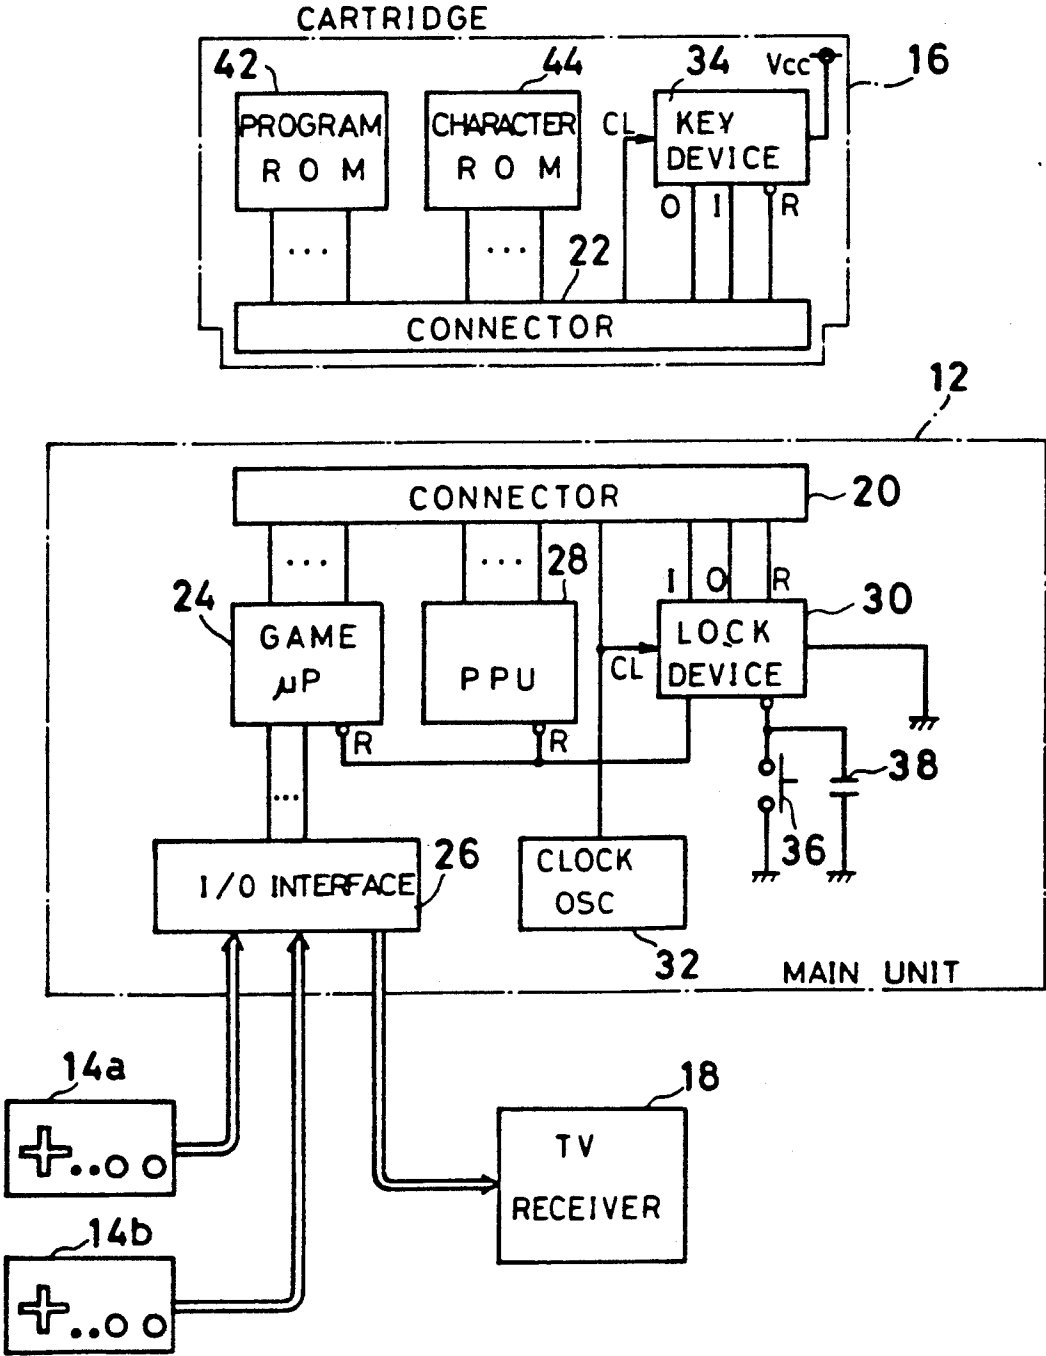 CARTRIDGE
42
44
34
Vcc
16
PROGRAM
ROM
CHARACTER
ROM
CL
KEY
DEVICE
O
I
R
...
...
22
CONNECTOR
12
CONNECTOR
20
...
...
28
I
O
R
24
30
GAME
μP
PPU
LOCK
DEVICE
CL
R
R
38
36
...
26
I/O INTERFACE
CLOCK
OSC
32
MAIN UNIT
14a
18
TV
RECEIVER
14b